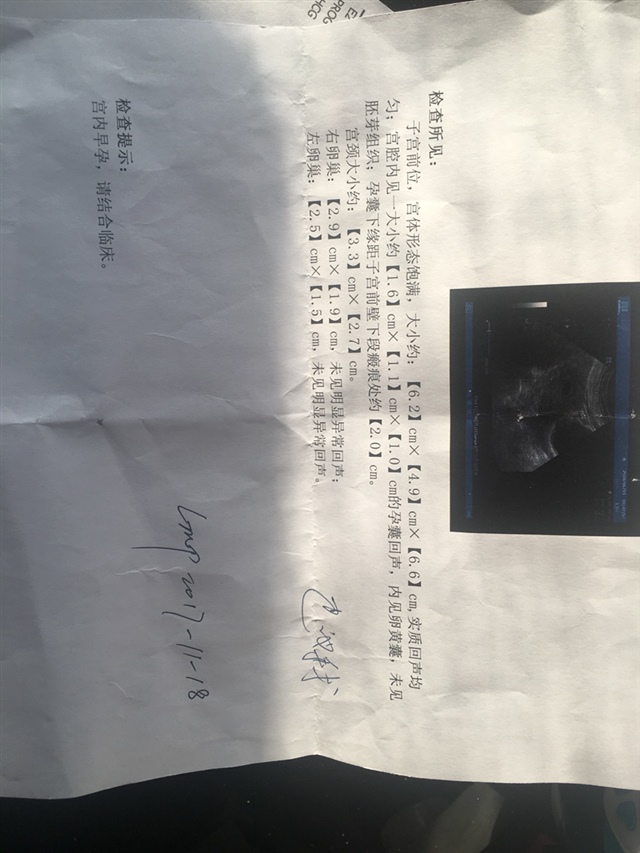 检查所见：
子宫前位，宫体形态饱满，大小约：【6.2】cm×【4.9】cm×【6.6】cm,实质回声均
匀；宫腔内见一大小约【1.6】cm×【1.1】cm×【1.0】cm的孕囊回声，内见卵黄囊，未见
胚芽组织；孕囊下缘距子宫前壁下段瘢痕处约【2.0】cm。
宫颈大小约：【3.3】cm×【2.7】cm。
右卵巢：【2.9】cm×【1.9】cm，未见明显异常回声；
左卵巢：【2.5】cm×【1.5】cm，未见明显异常回声。
检查提示：
宫内早孕，请结合临床。
Lmp 2017-11-18